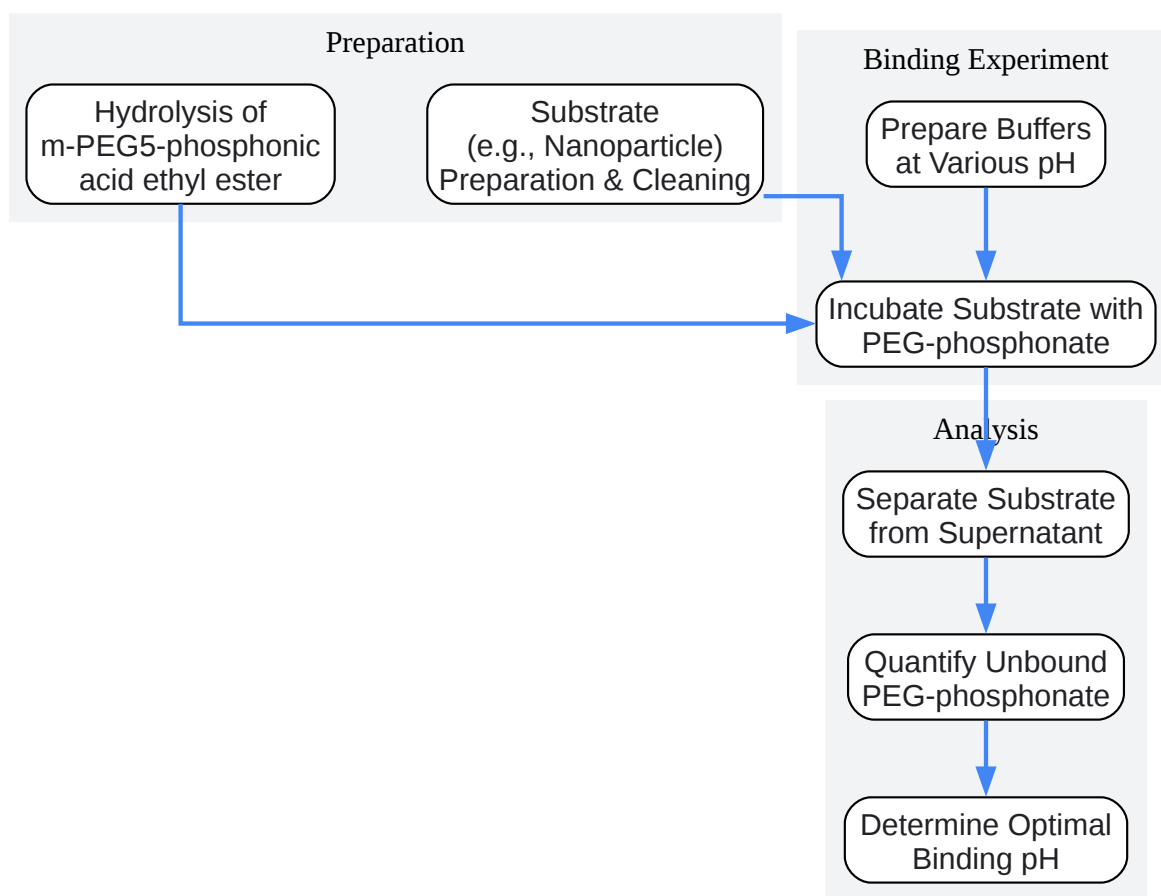 Preparation
Hydrolysis of
m-PEG5-phosphonic
acid ethyl ester
Substrate
(e.g., Nanoparticle)
Preparation & Cleaning
Binding Experiment
Prepare Buffers
at Various pH
Incubate Substrate with
PEG-phosphonate
Analysis
Separate Substrate
from Supernatant
Quantify Unbound
PEG-phosphonate
Determine Optimal
Binding pH